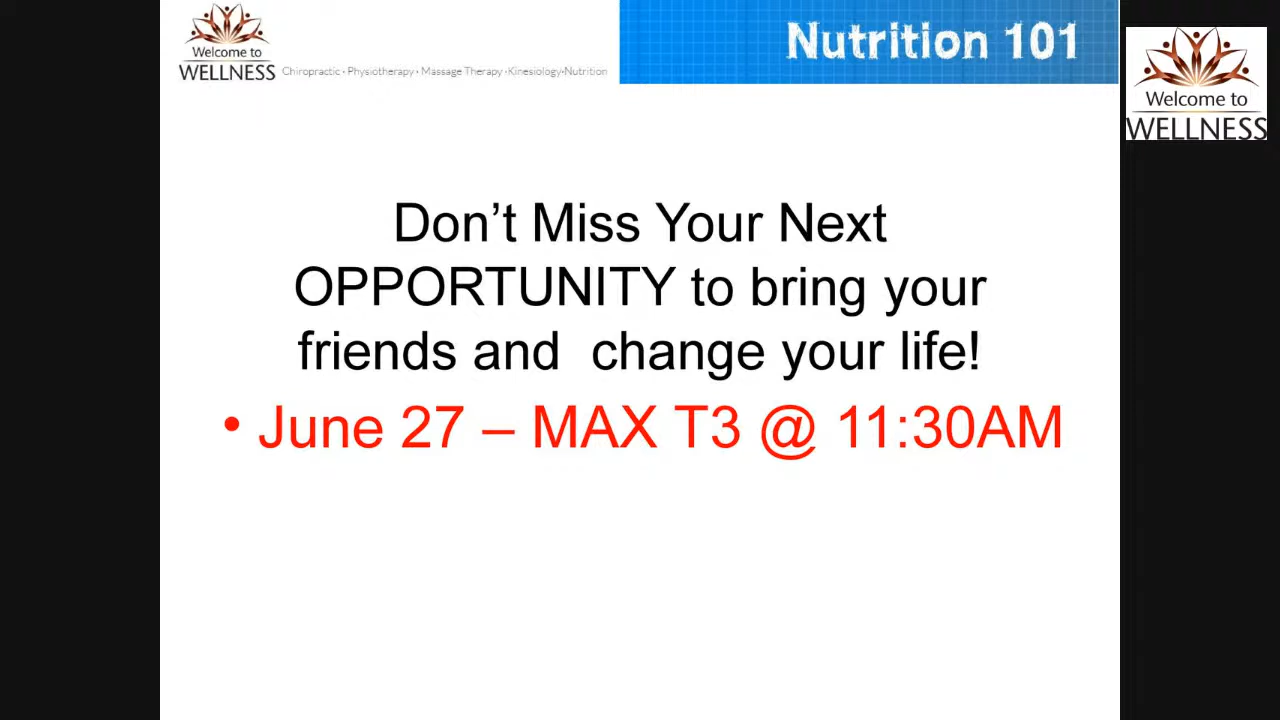 Welcome to
WELLNESS
Chiropractic • Physiotherapy • Massage Therapy •Kinesiology•Nutrition
Nutrition 101
Welcome to
WELLNESS
Don’t Miss Your Next
OPPORTUNITY to bring your
friends and  change your life!
• June 27 – MAX T3 @ 11:30AM